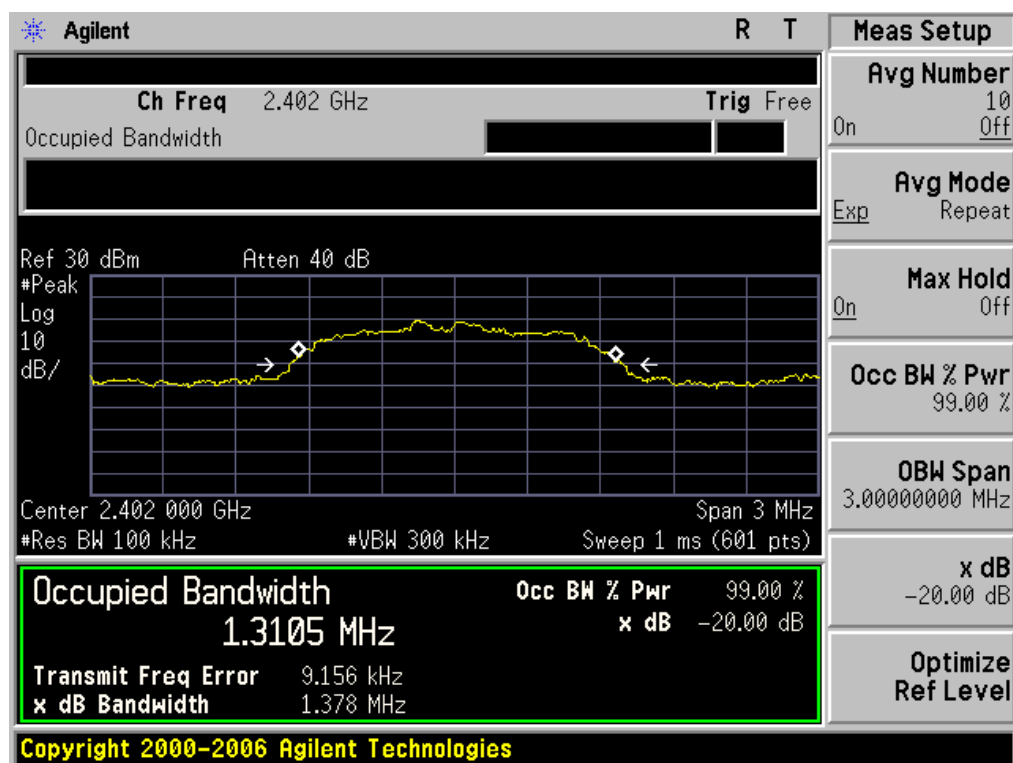 Agilent R T
Ch Freq 2.402 GHz Trig Free
Occupied Bandwidth
Ref 30 dBm Atten 40 dB
#Peak
Log
10
dB/
Center 2.402 000 GHz Span 3 MHz
#Res BW 100 kHz #VBW 300 kHz Sweep 1 ms (601 pts)
Occupied Bandwidth Occ BW % Pwr 99.00 %
1.3105 MHz x dB -20.00 dB
Transmit Freq Error 9.156 kHz
x dB Bandwidth 1.378 MHz
Copyright 2000-2006 Agilent Technologies
Meas Setup
Avg Number
10
On Off
Avg Mode
Exp Repeat
Max Hold
On Off
Occ BW % Pwr
99.00 %
OBW Span
3.00000000 MHz
x dB
-20.00 dB
Optimize
Ref Level